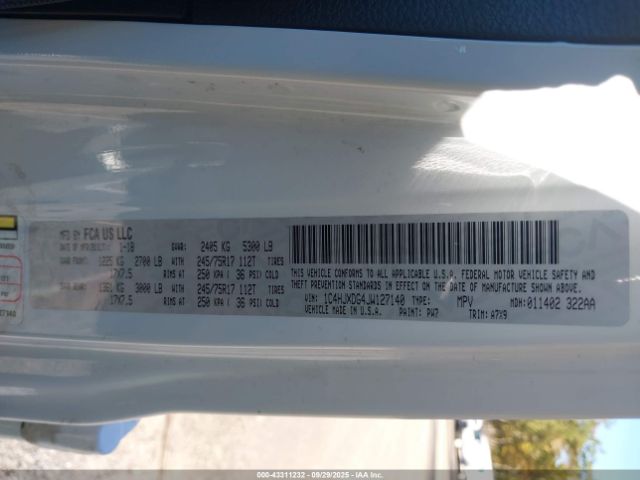 MFD BY FCA US LLC
DATE OF MFR 1-18 GVWR: 2405 KG 5300 LB
GAWR FRONT: 1225 KG 2700 LB WITH 245/75R17 112T TIRES
17X7.5 RIMS AT 250 KPA ( 36 PSI) COLD
GAWR REAR: 1361 KG 3000 LB WITH 245/75R17 112T TIRES
17X7.5 RIMS AT 250 KPA ( 36 PSI) COLD
THIS VEHICLE CONFORMS TO ALL APPLICABLE U.S.A. FEDERAL MOTOR VEHICLE SAFETY AND
THEFT PREVENTION STANDARDS IN EFFECT ON THE DATE OF MANUFACTURE SHOWN ABOVE.
VIN: 1C4HJXDG4JW127140 TYPE: MPV MDH: 011402 322AA
VEHICLE MADE IN U.S.A. PAINT: PW7 TRIM: A7X9
27140
000-43311232 - 09/29/2025 - IAAI, Inc.